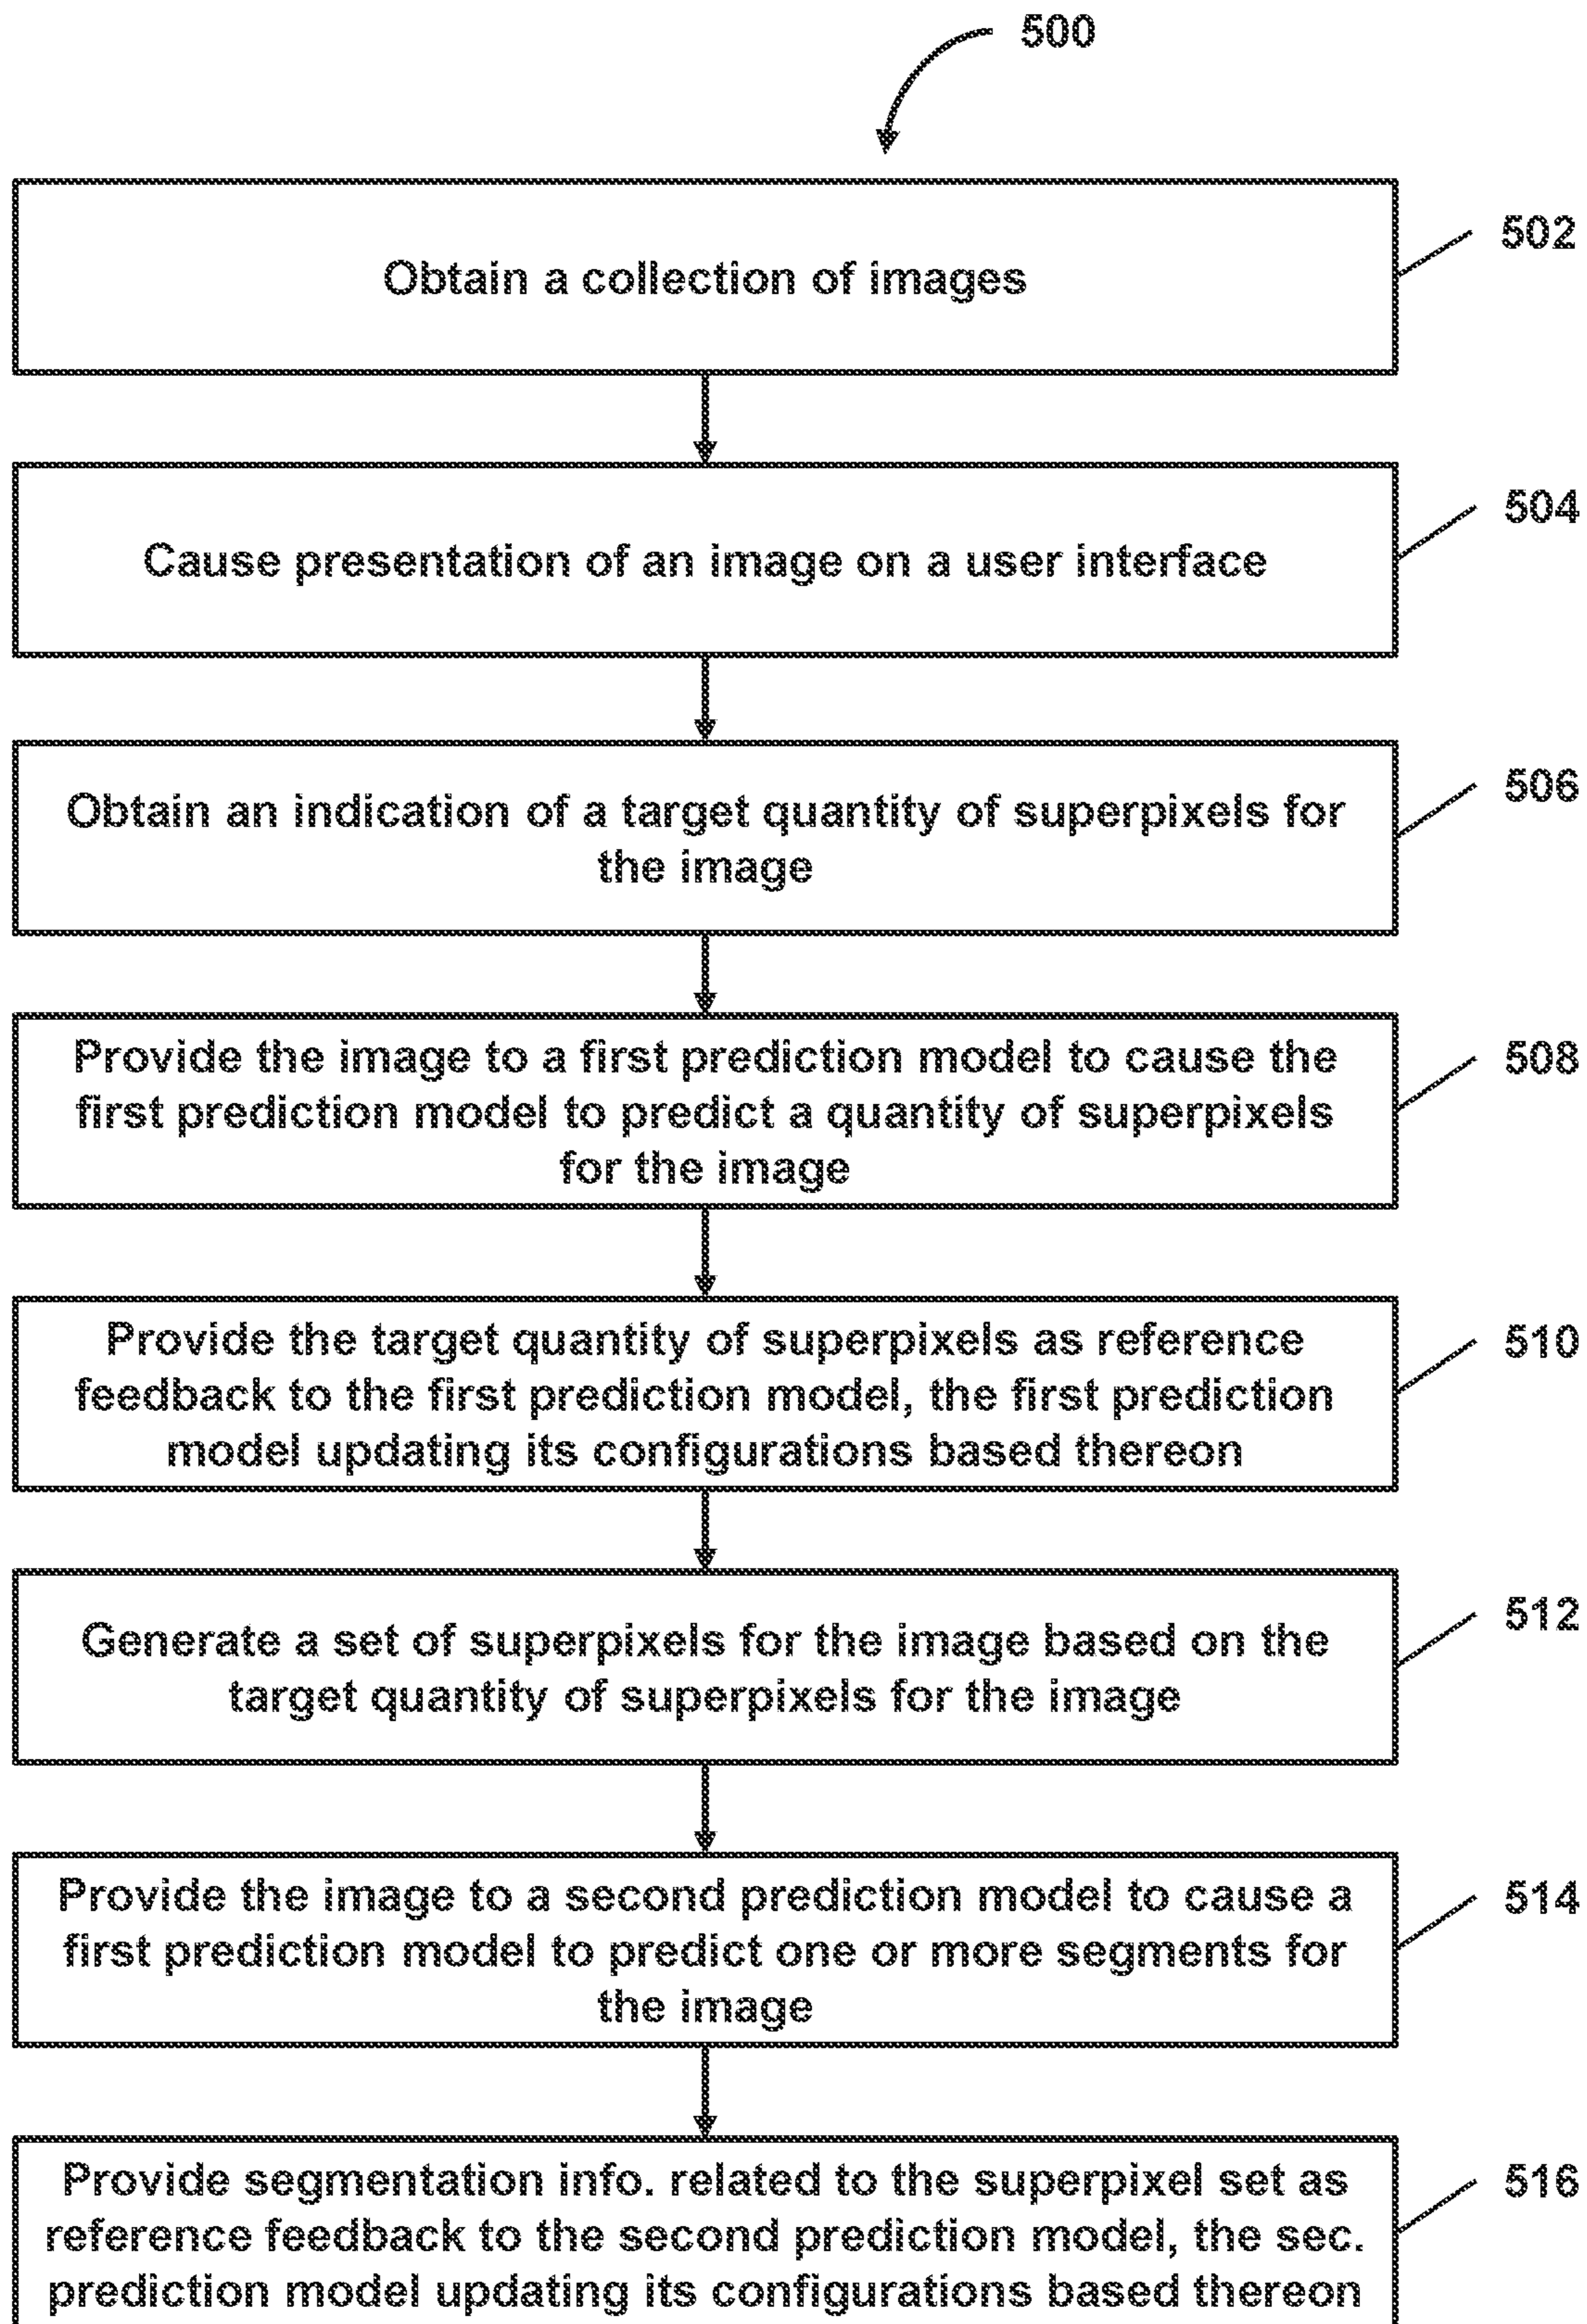 500
Obtain a collection of images
502
Cause presentation of an image on a user interface
504
Obtain an indication of a target quantity of superpixels for
the image
506
Provide the image to a first prediction model to cause the
first prediction model to predict a quantity of superpixels
for the image
508
Provide the target quantity of superpixels as reference
feedback to the first prediction model, the first prediction
model updating its configurations based thereon
510
Generate a set of superpixels for the image based on the
target quantity of superpixels for the image
512
Provide the image to a second prediction model to cause a
first prediction model to predict one or more segments for
the image
514
Provide segmentation info. related to the superpixel set as
reference feedback to the second prediction model, the sec.
prediction model updating its configurations based thereon
516